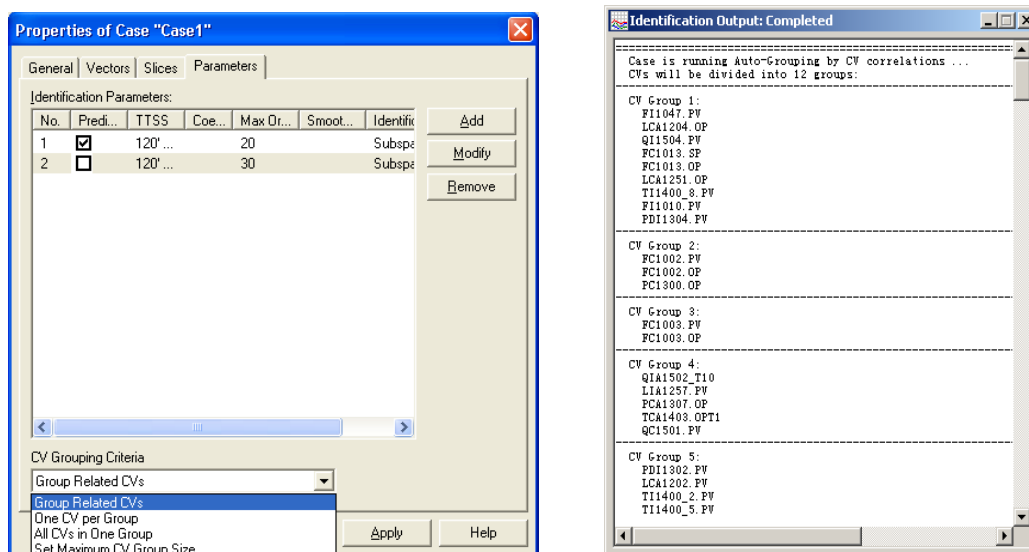 Properties of Case "Case1"
General Vectors Slices Parameters
Identification Parameters:
No. Predi... TTSS Coe... Max Or... Smoot... Identific
1 120' ... 20 Subspa
2 120' ... 30 Subspa
Add
Modify
Remove
CV Grouping Criteria
Group Related CVs
Group Related CVs
One CV per Group
All CVs in One Group
Set Maximum CV Group Size
Apply Help
Identification Output: Completed
Case is running Auto-Grouping by CV correlations ...
CVs will be divided into 12 groups:
CV Group 1:
FI1047.PV
LCA1204.OP
QI1504.PV
FC1013.SP
FC1013.OP
LCA1251.OP
TI1400_8.PV
FI1010.PV
PDI1304.PV
CV Group 2:
FC1002.PV
FC1002.OP
PC1300.OP
CV Group 3:
FC1003.PV
FC1003.OP
CV Group 4:
QIA1502_T10
LIA1257.PV
PCA1307.OP
TCA1403.OPT1
QC1501.PV
CV Group 5:
PDI1302.PV
LCA1202.PV
TI1400_2.PV
TI1400_5.PV